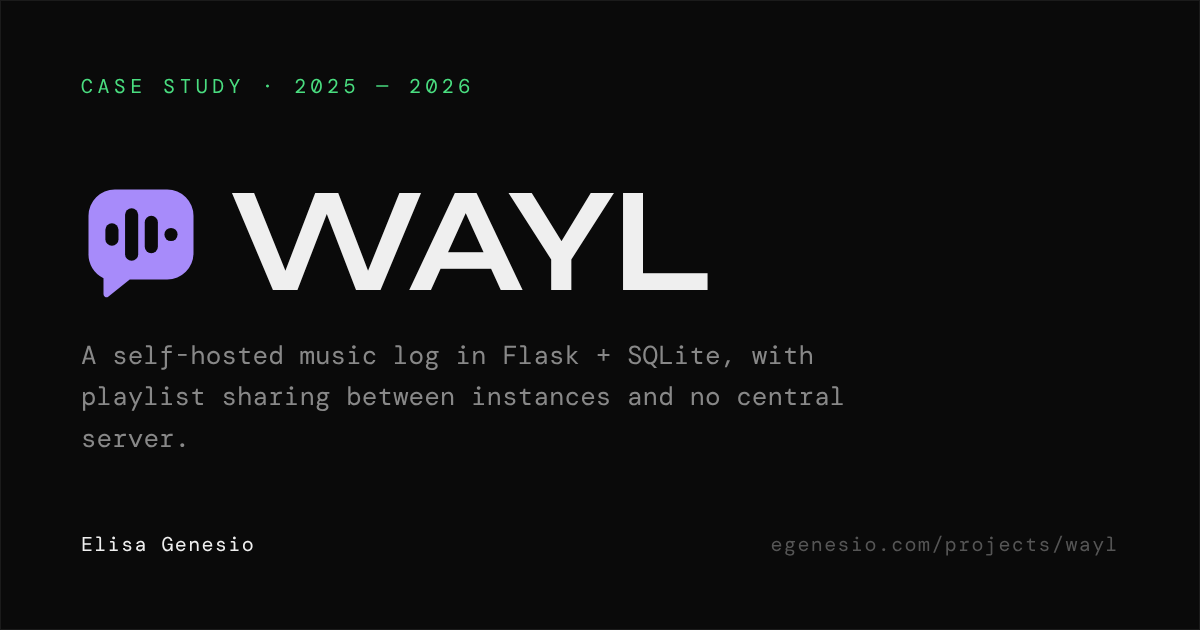 CASE STUDY · 2025 — 2026
WAYL
A self-hosted music log in Flask + SQLite, with
playlist sharing between instances and no central
server.
Elisa Genesio
egenesio.com/projects/wayl